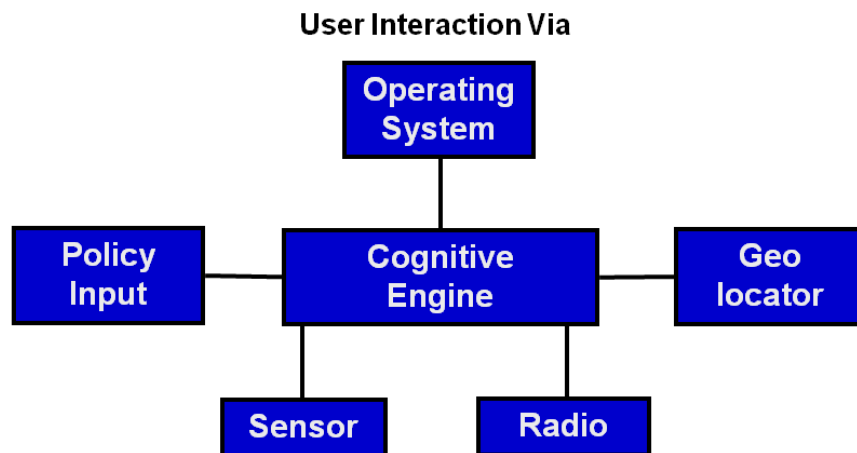 User Interaction Via
Operating
System
Policy
Input
Cognitive
Engine
Geo
locator
Sensor
Radio